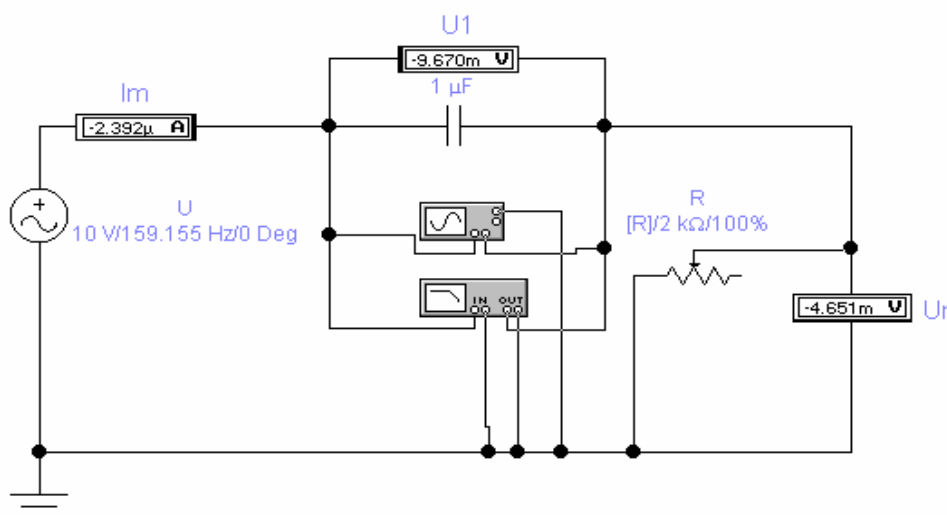 U1
-9.670m V
1 µF
Im
-2.392µ A
U
10 V/159.155 Hz/0 Deg
R
[R]/2 kΩ/100%
IN OUT
-4.651m V
Ur